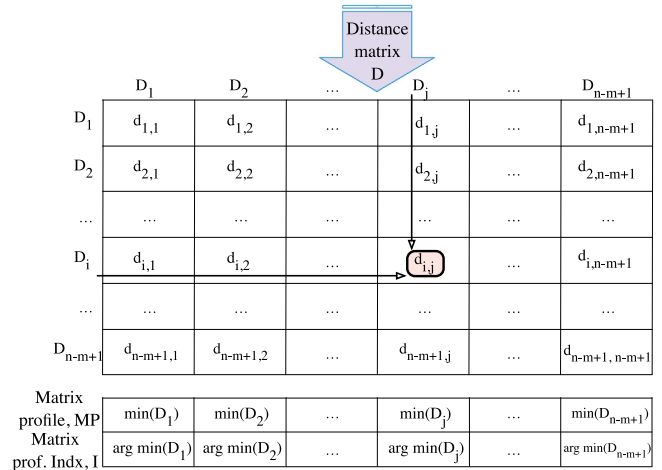 Distance
matrix
D
D1 D2 ... Dj ... Dn-m+1
D1 d1,1 d1,2 ... d1,j ... d1,n-m+1
D2 d2,1 d2,2 ... d2,j ... d2,n-m+1
... ... ... ... ... ... ...
Di di,1 di,2 ... di,j ... di,n-m+1
... ... ... ... ... ... ...
Dn-m+1 dn-m+1,1 dn-m+1,2 ... dn-m+1,j ... dn-m+1, n-m+1
Matrix
profile, MP min(D1) min(D2) ... min(Dj) ... min(Dn-m+1)
Matrix
prof. Indx, I arg min(D1) arg min(D2) ... arg min(Dj) ... arg min(Dn-m+1)